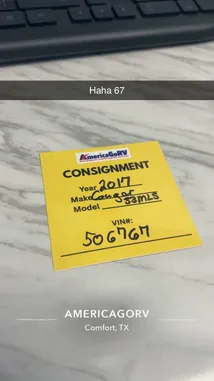 Haha 67
AmericaGoRV
CONSIGNMENT
Year 2017
Make Cougar
Model 33MLS
VIN#:
506767
AMERICAGORV
Comfort, TX